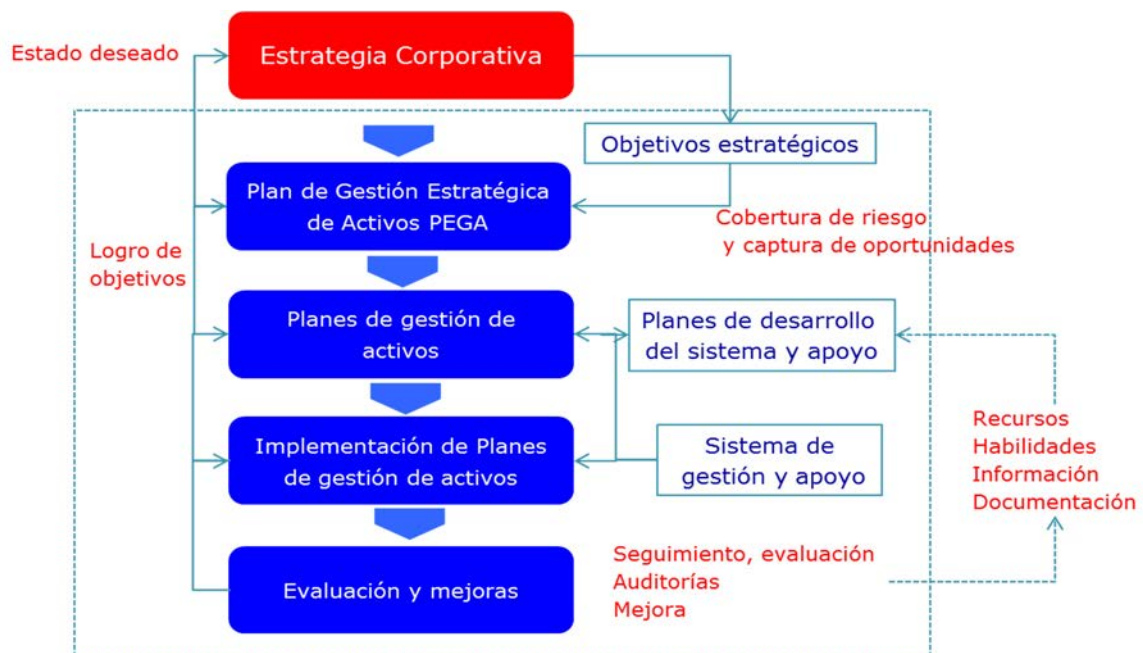 Estado deseado
Estrategia Corporativa
Objetivos estratégicos
Plan de Gestión Estratégica
de Activos PEGA
Cobertura de riesgo
y captura de oportunidades
Logro de
objetivos
Planes de gestión de
activos
Planes de desarrollo
del sistema y apoyo
Implementación de Planes
de gestión de activos
Sistema de
gestión y apoyo
Recursos
Habilidades
Información
Documentación
Evaluación y mejoras
Seguimiento, evaluación
Auditorías
Mejora